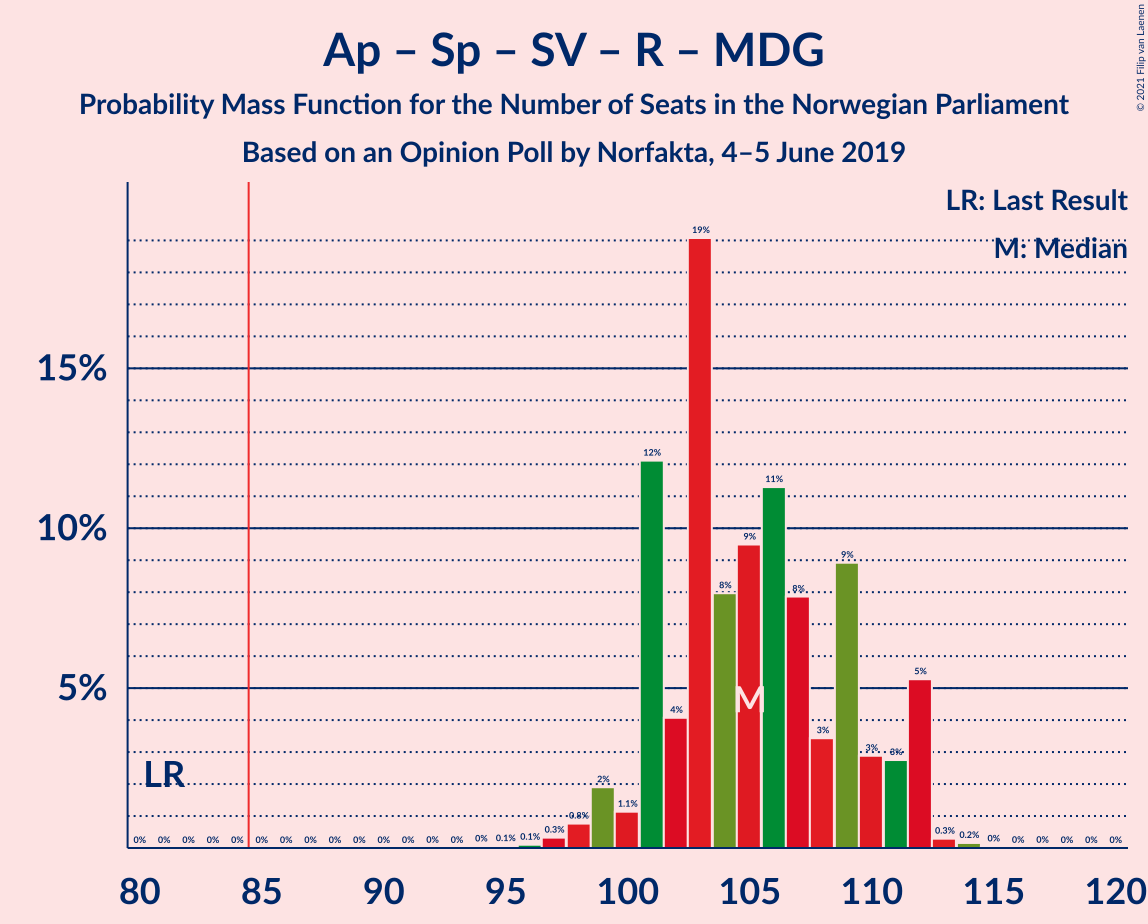 Ap – Sp – SV – R – MDG
Probability Mass Function for the Number of Seats in the Norwegian Parliament
Based on an Opinion Poll by Norfakta, 4–5 June 2019
© 2021 Filip van Laenen
LR: Last Result
M: Median
15%
10%
5%
LR
M
0% 0% 0% 0% 0% 0% 0% 0% 0% 0% 0% 0% 0% 0% 0% 0.1% 0.1% 0.3% 0.8% 2% 1.1% 12% 4% 19% 8% 9% 11% 8% 3% 9% 3% 3% 5% 0.3% 0.2% 0% 0% 0% 0% 0% 0%
80 85 90 95 100 105 110 115 120